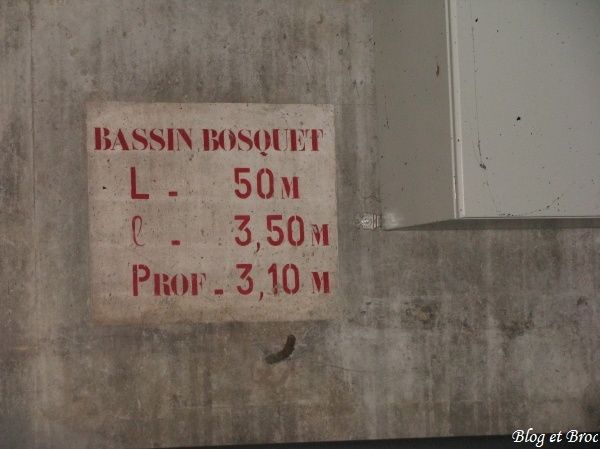 BASSIN BOSQUET
L - 50M
l - 3,50M
PROF - 3,10 M
Blog et Broc